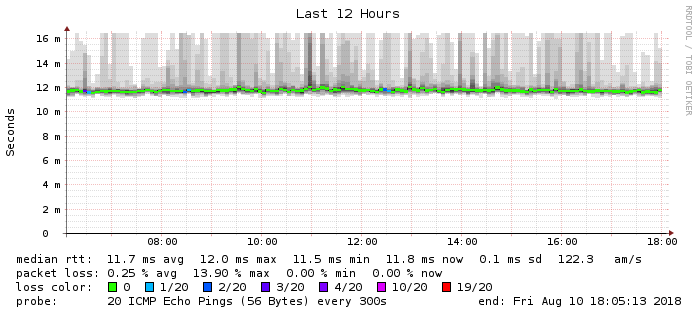 Last 12 Hours
RRDTOOL / TOBI OETIKER
Seconds
16 m
14 m
12 m
10 m
8 m
6 m
4 m
2 m
0
08:00 10:00 12:00 14:00 16:00 18:00
median rtt: 11.7 ms avg 12.0 ms max 11.5 ms min 11.8 ms now 0.1 ms sd 122.3 am/s
packet loss: 0.25 % avg 13.90 % max 0.00 % min 0.00 % now
loss color: 0 1/20 2/20 3/20 4/20 10/20 19/20
probe: 20 ICMP Echo Pings (56 Bytes) every 300s end: Fri Aug 10 18:05:13 2018